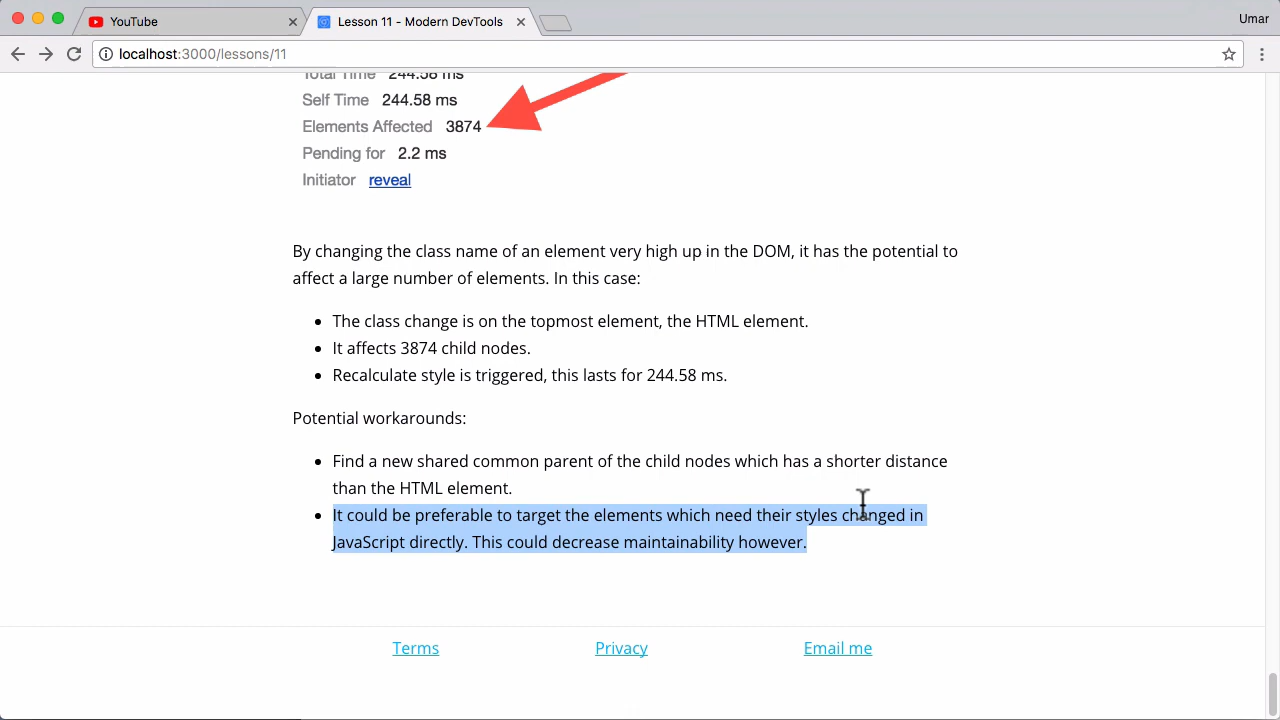 YouTube
Lesson 11 - Modern DevTools
Umar
localhost:3000/lessons/11
Total Time 244.58 ms
Self Time 244.58 ms
Elements Affected 3874
Pending for 2.2 ms
Initiator reveal
By changing the class name of an element very high up in the DOM, it has the potential to
affect a large number of elements. In this case:
• The class change is on the topmost element, the HTML element.
• It affects 3874 child nodes.
• Recalculate style is triggered, this lasts for 244.58 ms.
Potential workarounds:
• Find a new shared common parent of the child nodes which has a shorter distance
than the HTML element.
• It could be preferable to target the elements which need their styles changed in
JavaScript directly. This could decrease maintainability however.
Terms Privacy Email me